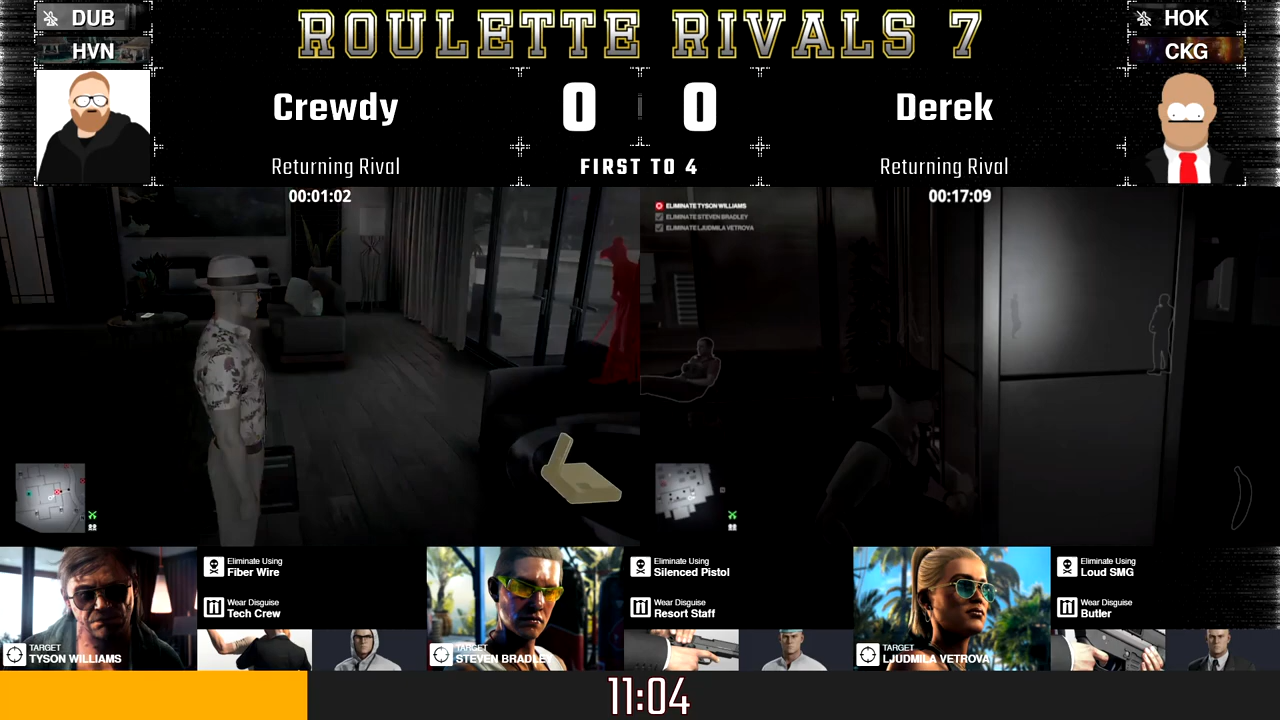 DUB
ROULETTE RIVALS 7
HOK
HVN
CKG
Crewdy
0
0
Derek
Returning Rival
FIRST TO 4
Returning Rival
00:01:02
00:17:09
ELIMINATE TYSON WILLIAMS
ELIMINATE STEVEN BRADLEY
ELIMINATE LJUDMILA VETROVA
Eliminate Using
Fiber Wire
Wear Disguise
Tech Crew
TARGET
TYSON WILLIAMS
Eliminate Using
Silenced Pistol
Wear Disguise
Resort Staff
TARGET
STEVEN BRADLEY
Eliminate Using
Loud SMG
Wear Disguise
Butler
TARGET
LJUDMILA VETROVA
11:04